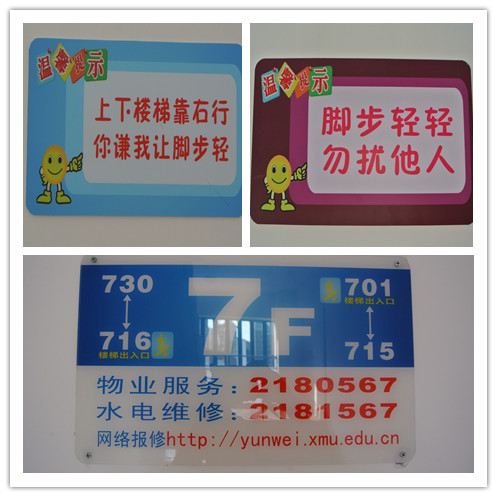 温馨提示
上下楼梯靠右行
你谦我让脚步轻
温馨提示
脚步轻轻
勿扰他人
730
716
楼梯出入口
7F
701
楼梯出入口
715
物业服务：2180567
水电维修：2181567
网络报修http://yunwei.xmu.edu.cn